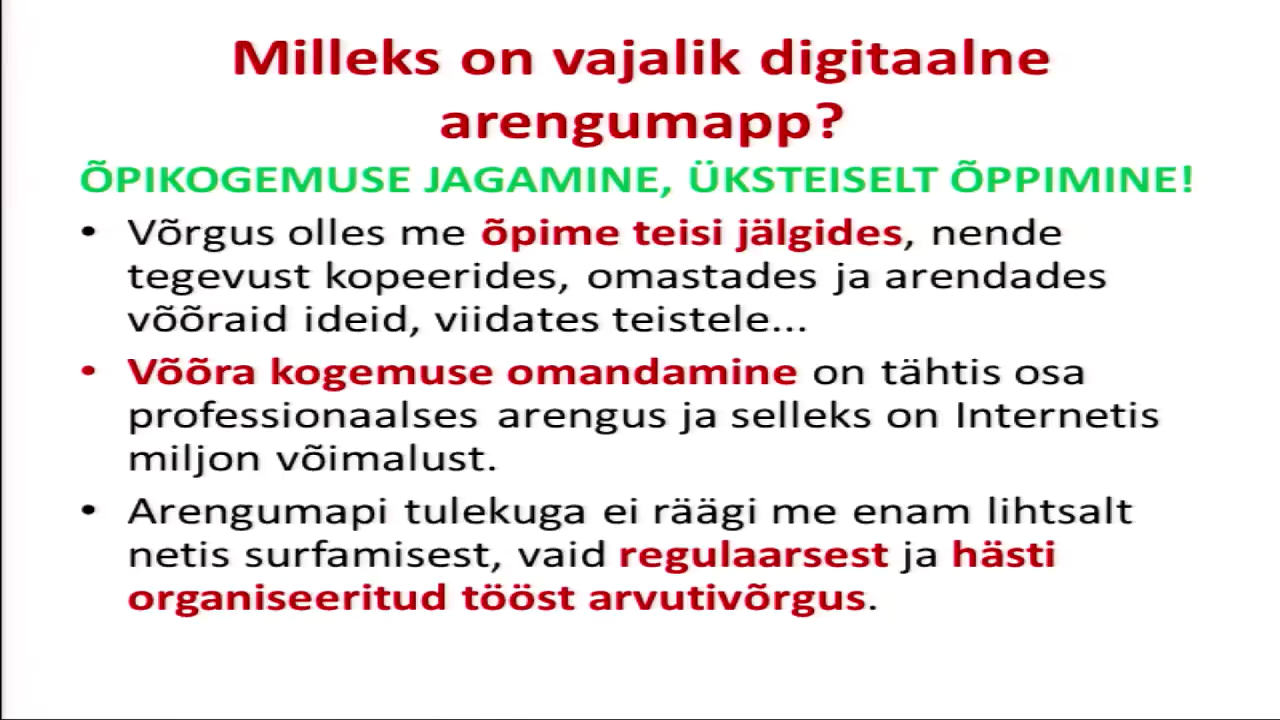 Milleks on vajalik digitaalne
arengumapp?
ÕPIKOGEMUSE JAGAMINE, ÜKSTEISELT ÕPPIMINE!
• Võrgus olles me õpime teisi jälgides, nende
tegevust kopeerides, omastades ja arendades
võõraid ideid, viidates teistele...
• Võõra kogemuse omandamine on tähtis osa
professionaalses arengus ja selleks on Internetis
miljon võimalust.
• Arengumapi tulekuga ei räägi me enam lihtsalt
netis surfamisest, vaid regulaarsest ja hästi
organiseeritud tööst arvutivõrgus.